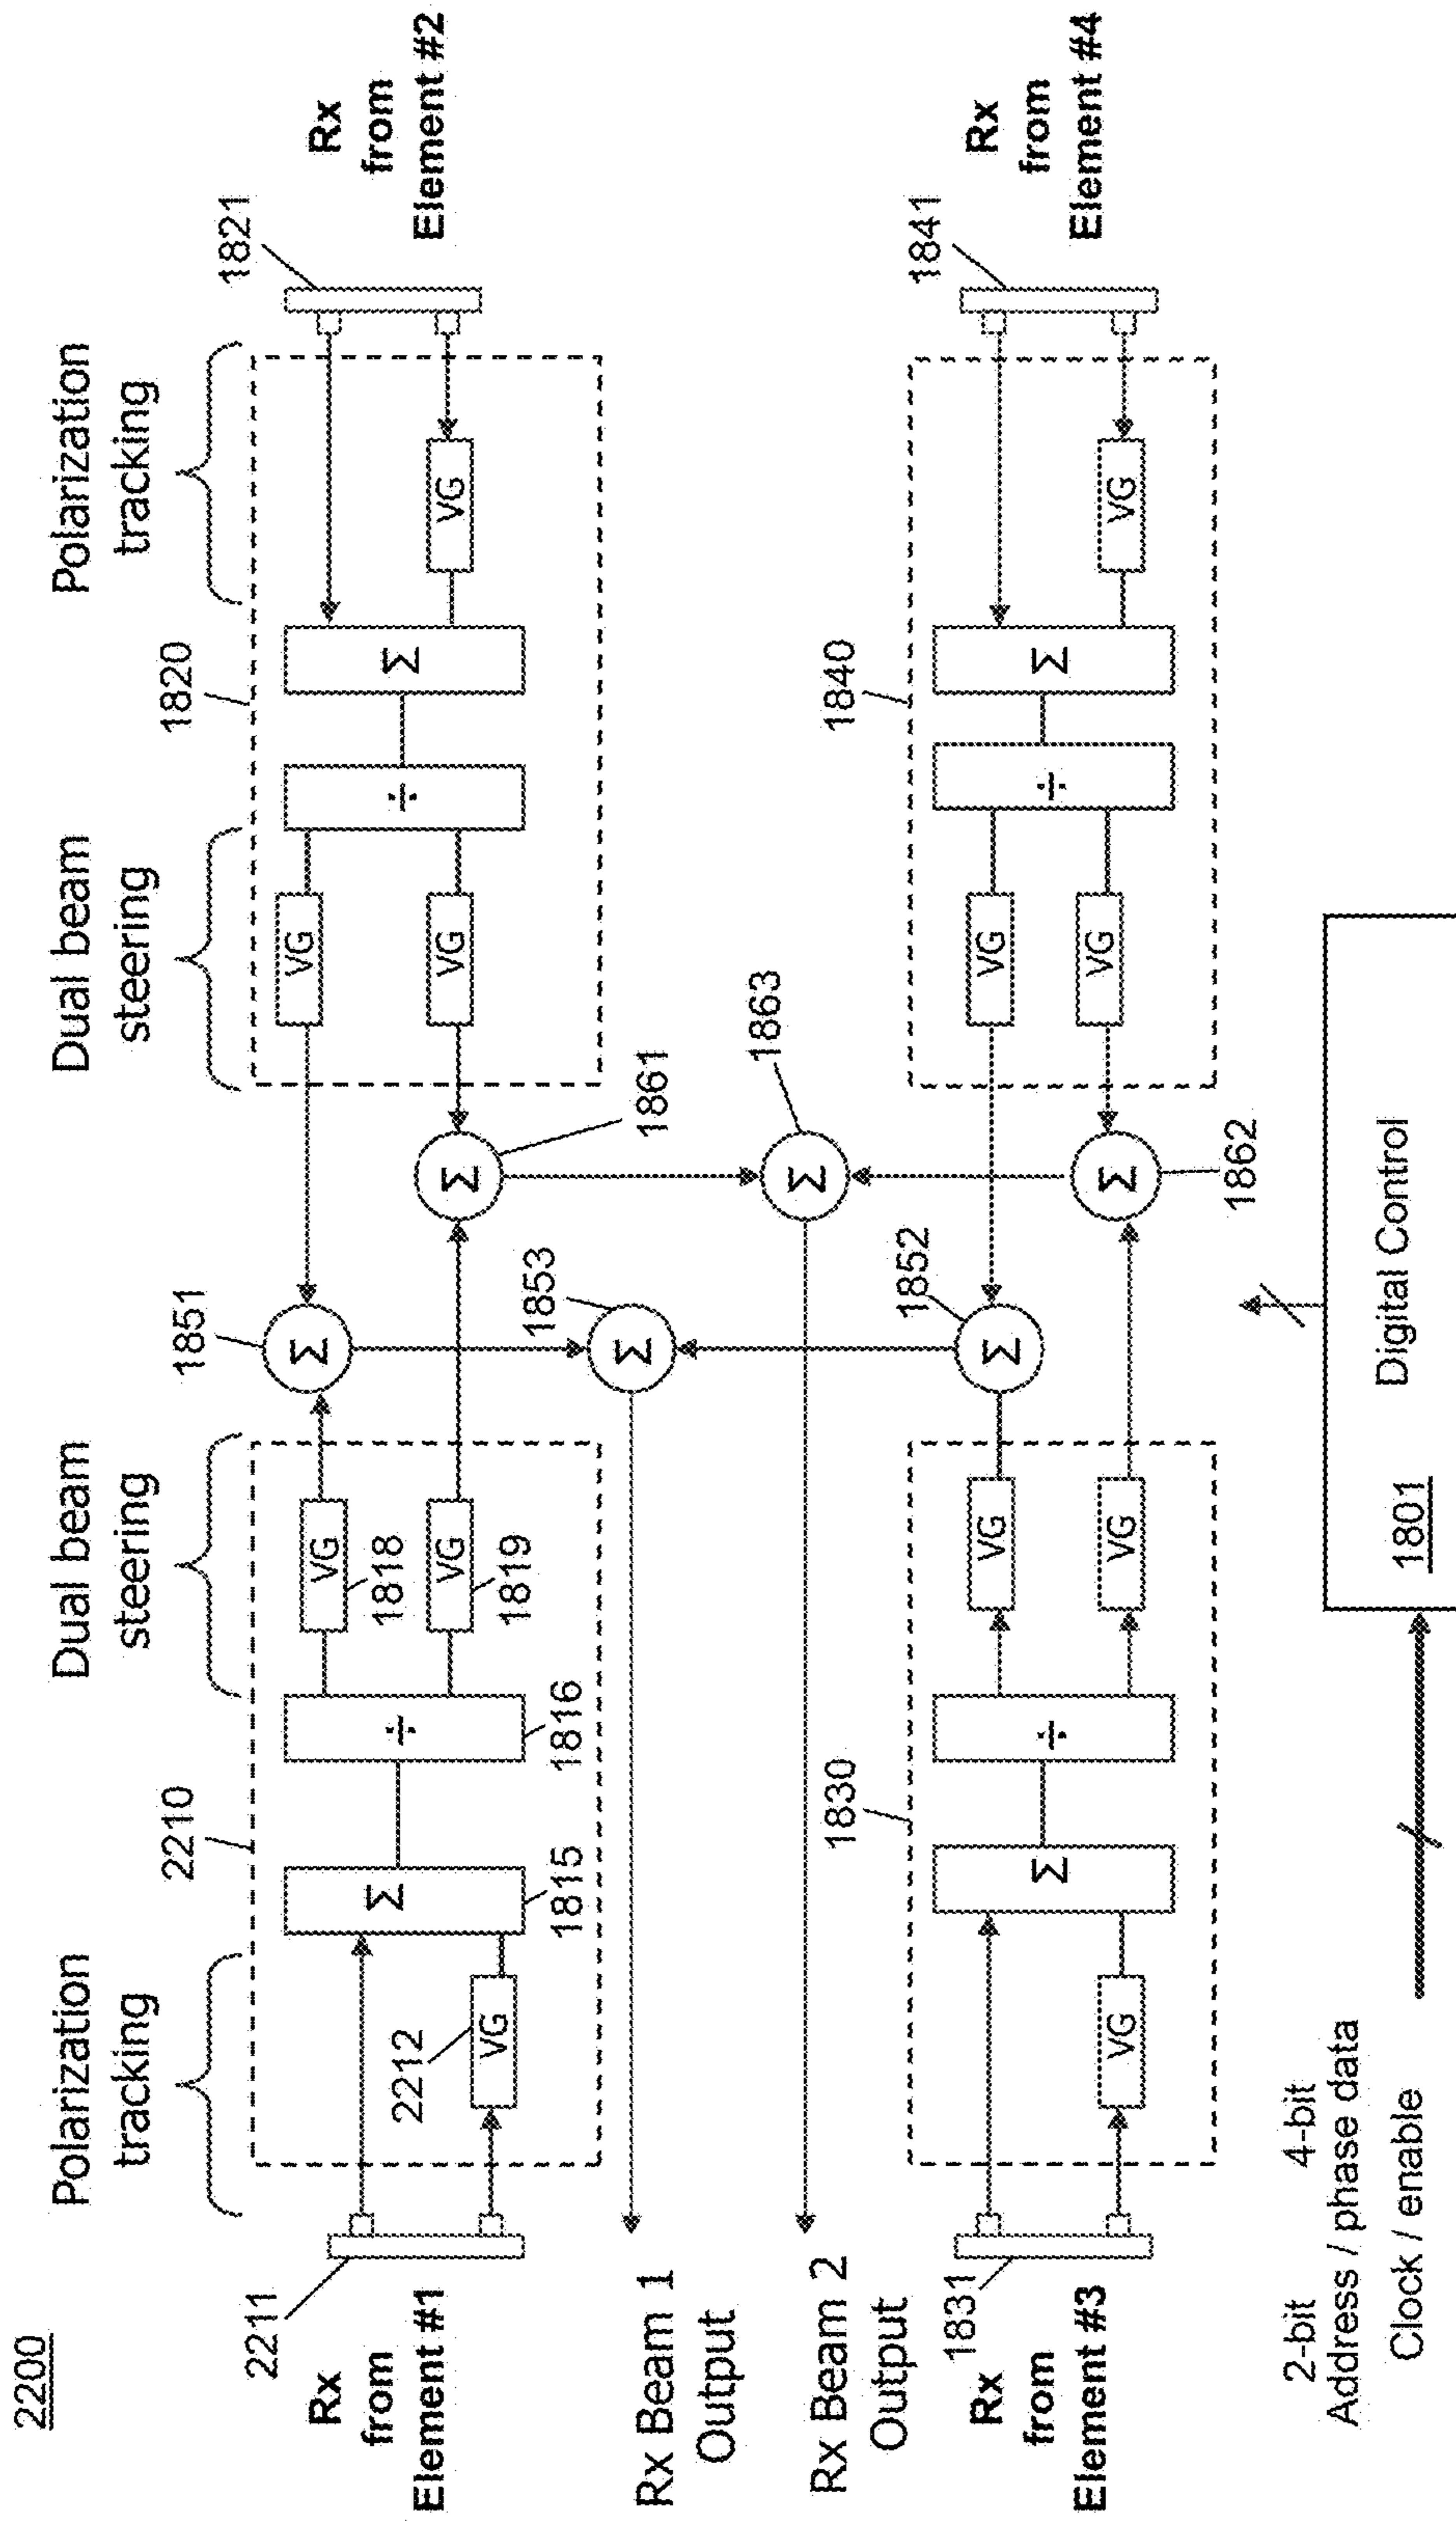 2200
Polarization
tracking
Dual beam
steering
Dual beam
steering
Polarization
tracking
2210
1820
2211
1851
1821
Rx
from
Element #1
2212
VG
Σ
1815
÷
1816
VG
1818
VG
1819
Σ
Σ
1861
VG
VG
÷
Σ
VG
Rx
from
Element #2
Rx Beam 1
Output
1853
Σ
Rx Beam 2
Output
Σ
1863
1830
1852
1840
1841
1831
Rx
from
Element #3
VG
Σ
÷
VG
VG
Σ
Σ
1862
VG
VG
÷
Σ
VG
Rx
from
Element #4
2-bit 4-bit
Address / phase data
Clock / enable
Digital Control
1801